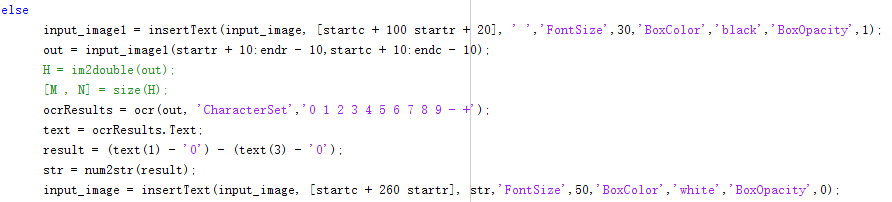 else
input_image1 = insertText(input_image, [startc + 100 startr + 20], ' ','FontSize',30,'BoxColor','black','BoxOpacity',1);
out = input_image1(startr + 10:endr - 10,startc + 10:endc - 10);
H = im2double(out);
[M , N] = size(H);
ocrResults = ocr(out, 'CharacterSet','0 1 2 3 4 5 6 7 8 9 - +');
text = ocrResults.Text;
result = (text(1) - '0') - (text(3) - '0');
str = num2str(result);
input_image = insertText(input_image, [startc + 260 startr], str,'FontSize',50,'BoxColor','white','BoxOpacity',0);